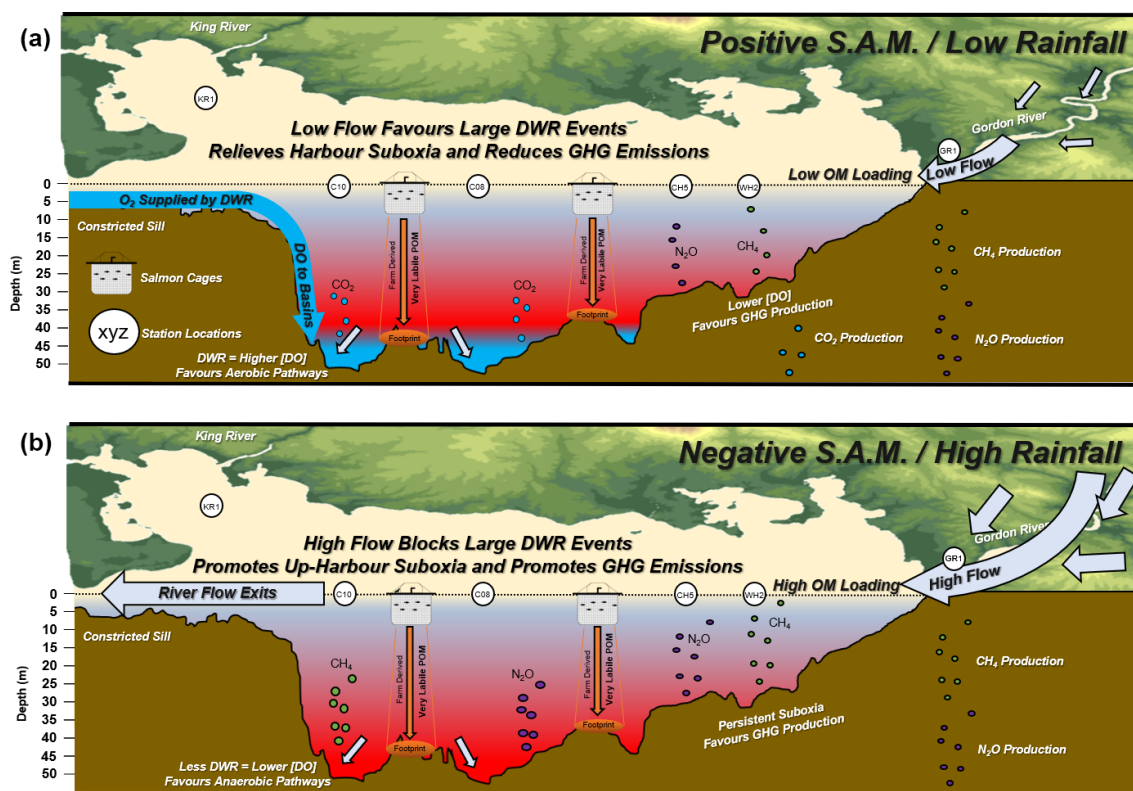 (a)
King River
Positive S.A.M. / Low Rainfall
KR1
Gordon River
Low Flow Favours Large DWR Events
Relieves Harbour Suboxia and Reduces GHG Emissions
GR1
Low Flow
Low OM Loading
C10
C08
CH5
WH2
Depth (m)
0
5
10
15
20
25
30
35
40
45
50
O₂ Supplied by DWR
Constricted Sill
DO to Basins
Salmon Cages
xyz
Station Locations
DWR = Higher [DO]
Favours Aerobic Pathways
CO₂
Farm Derived
Very Labile POM
Footprint
CO₂
Farm Derived
Very Labile POM
Footprint
N₂O
CH₄
Lower [DO]
Favours GHG Production
CO₂ Production
CH₄ Production
N₂O Production
(b)
King River
Negative S.A.M. / High Rainfall
KR1
Gordon River
High Flow Blocks Large DWR Events
Promotes Up-Harbour Suboxia and Promotes GHG Emissions
GR1
High Flow
High OM Loading
River Flow Exits
C10
C08
CH5
WH2
Depth (m)
0
5
10
15
20
25
30
35
40
45
50
Constricted Sill
Less DWR = Lower [DO]
Favours Anaerobic Pathways
CH₄
Farm Derived
Very Labile POM
Footprint
N₂O
Farm Derived
Very Labile POM
Footprint
N₂O
CH₄
Persistent Suboxia
Favours GHG Production
CH₄ Production
N₂O Production